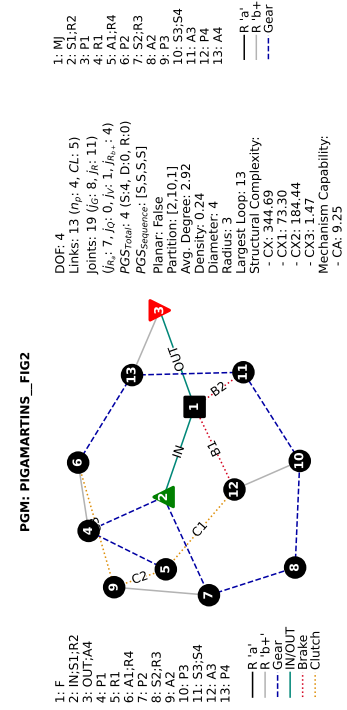 PGM: PIGAMARTINS__FIG2
1: F
2: IN;S1;R2
3: OUT;A4
4: P1
5: R1
6: A1;R4
7: P2
8: S2;R3
9: A2
10: P3
11: S3;S4
12: A3
13: P4
R 'a'
R 'b+'
Gear
IN/OUT
Brake
Clutch
1
2
3
4
5
6
7
8
9
10
11
12
13
IN
OUT
B1
B2
C1
C2
DOF: 4
Links: 13 (nₚ: 4, CL: 5)
Joints: 19 (j_G: 8, j_R: 11)
(j_Rₐ: 7, j_O: 0, j_V: 1, j_R_b+: 4)
PGS_Total: 4 (S:4, D:0, R:0)
PGS_Sequence: [S,S,S,S]
Planar: False
Partition: [2,10,1]
Avg. Degree: 2.92
Density: 0.24
Diameter: 4
Radius: 3
Largest Loop: 13
Structural Complexity:
- CX: 344.69
- CX1: 73.30
- CX2: 184.44
- CX3: 1.47
Mechanism Capability:
- CA: 9.25
1: MJ
2: S1;R2
3: P1
4: R1
5: A1;R4
6: P2
7: S2;R3
8: A2
9: P3
10: S3;S4
11: A3
12: P4
13: A4
R 'a'
R 'b+'
Gear